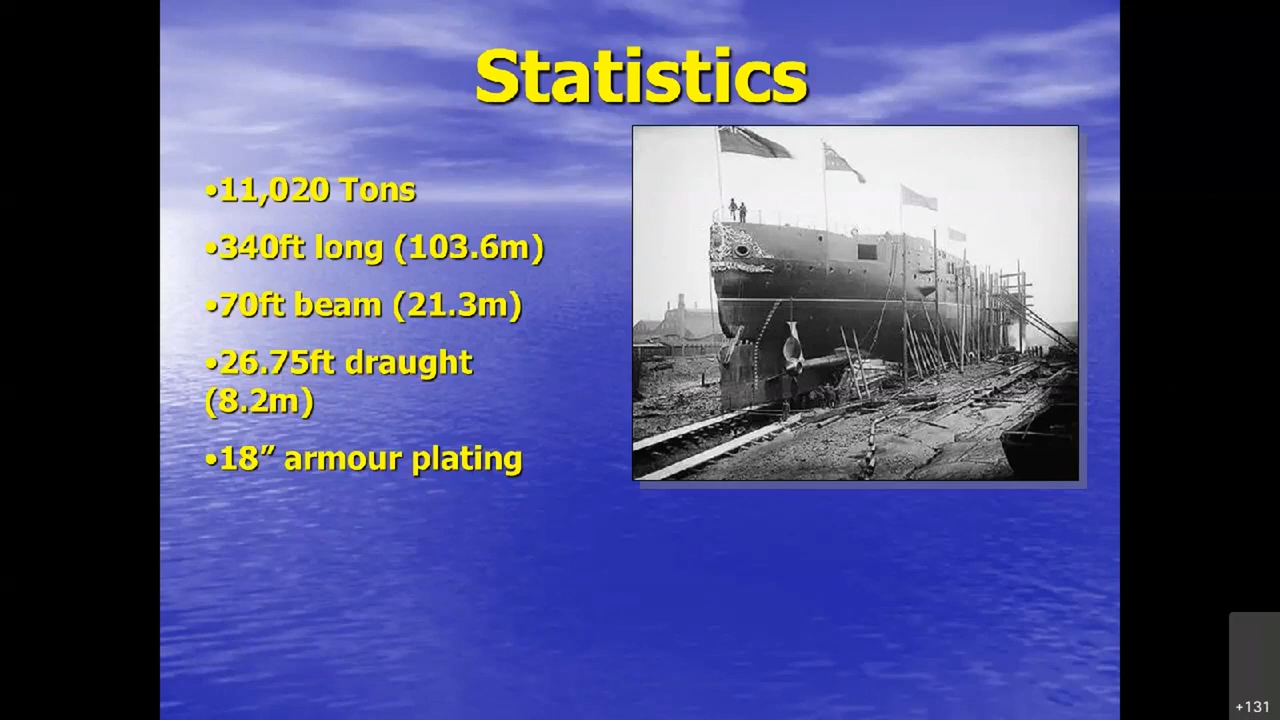 Statistics
•11,020 Tons
•340ft long (103.6m)
•70ft beam (21.3m)
•26.75ft draught
(8.2m)
•18” armour plating
+131